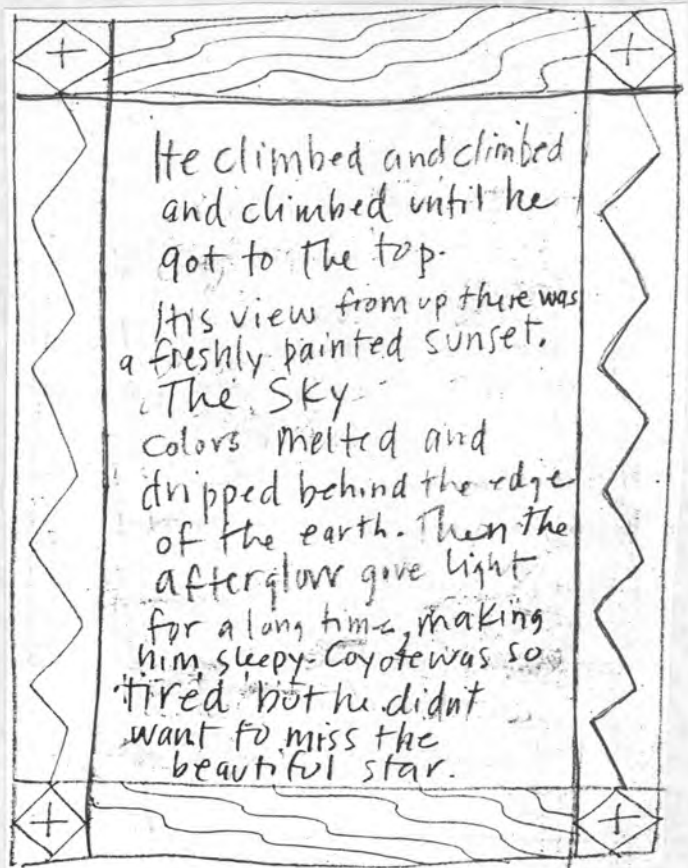 He climbed and climbed
and climbed until he
got to the top.
His view from up there was
a freshly painted sunset.
The Sky
colors melted and
dripped behind the edge
of the earth. Then the
afterglow give light
for a long time, making
him sleepy. Coyote was so
tired but he didnt
want to miss the
beautiful star.